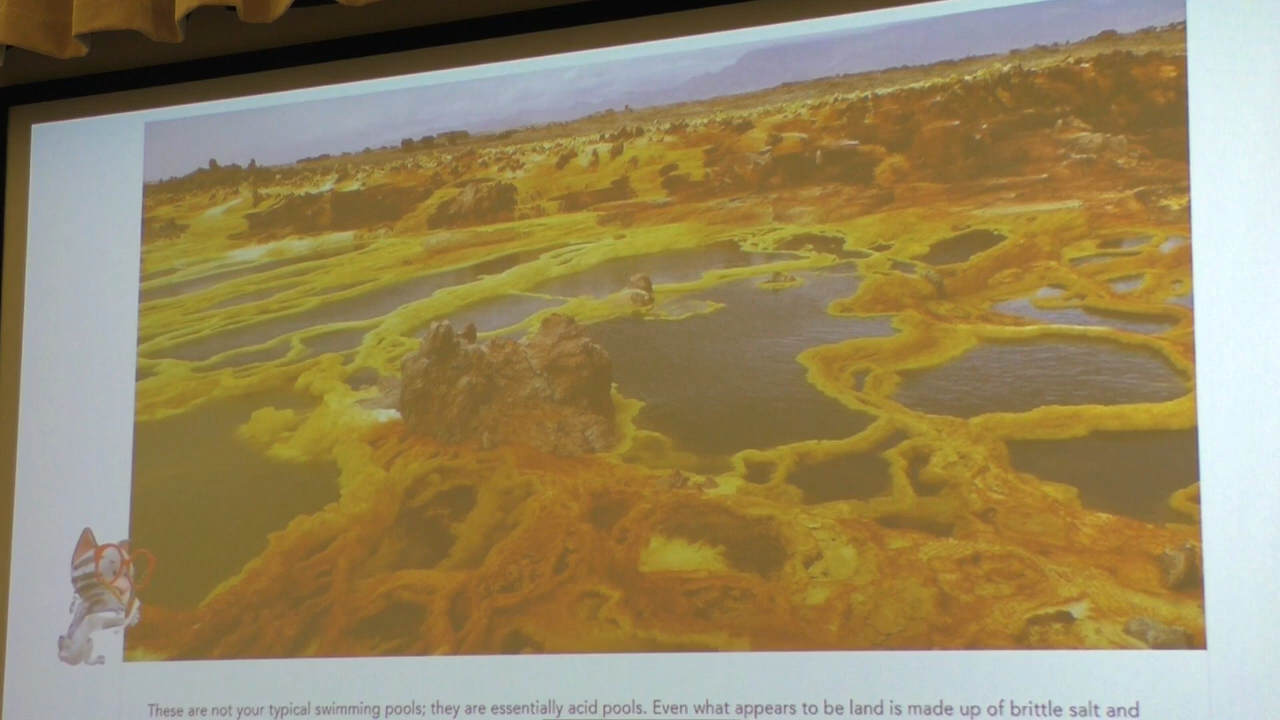 These are not your typical swimming pools; they are essentially acid pools. Even what appears to be land is made up of brittle salt and